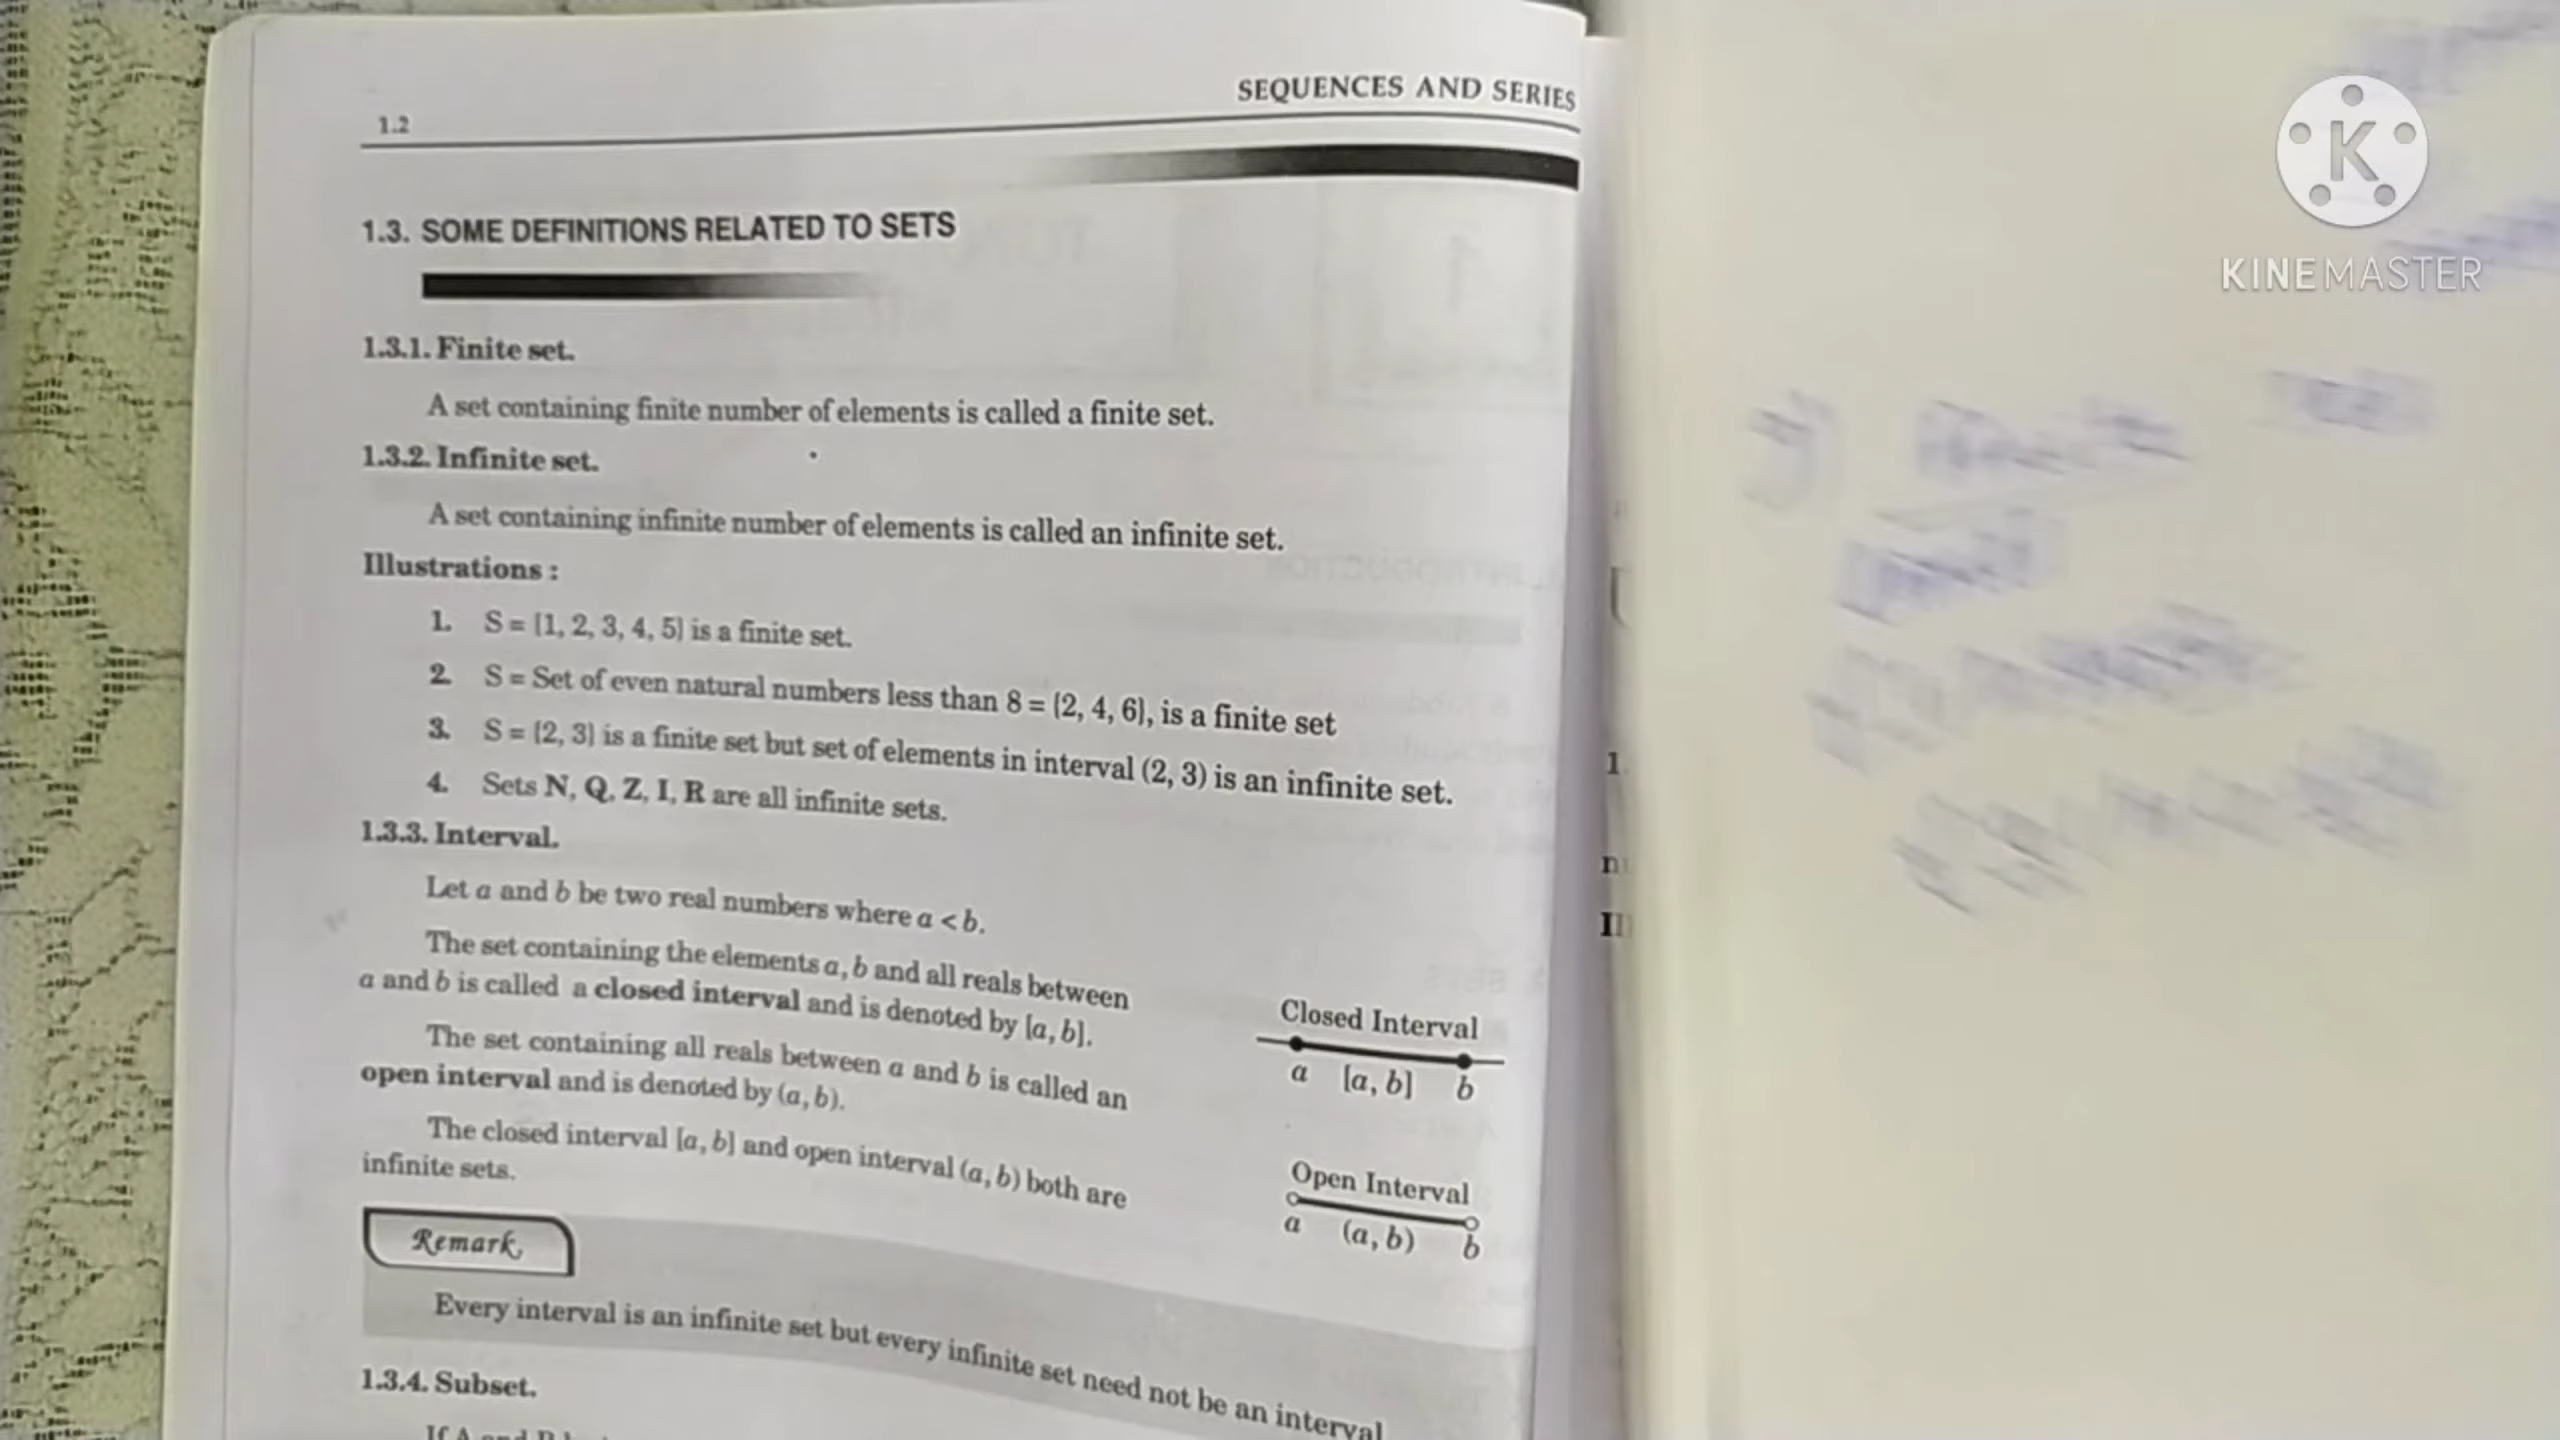 SEQUENCES AND SERIES
1.2
1.3. SOME DEFINITIONS RELATED TO SETS
1.3.1. Finite set.
A set containing finite number of elements is called a finite set.
1.3.2. Infinite set.
A set containing infinite number of elements is called an infinite set.
Illustrations :
1. S = {1, 2, 3, 4, 5} is a finite set.
2. S = Set of even natural numbers less than 8 = {2, 4, 6}, is a finite set
3. S = {2, 3} is a finite set but set of elements in interval (2, 3) is an infinite set.
4. Sets N, Q, Z, I, R are all infinite sets.
1.3.3. Interval.
Let a and b be two real numbers where a < b.
The set containing the elements a, b and all reals between
a and b is called a closed interval and is denoted by [a, b].
The set containing all reals between a and b is called an
open interval and is denoted by (a, b).
The closed interval [a, b] and open interval (a, b) both are
infinite sets.
Closed Interval
a [a, b] b
Open Interval
a (a, b) b
Remark
Every interval is an infinite set but every infinite set need not be an interval
1.3.4. Subset.
KINEMASTER